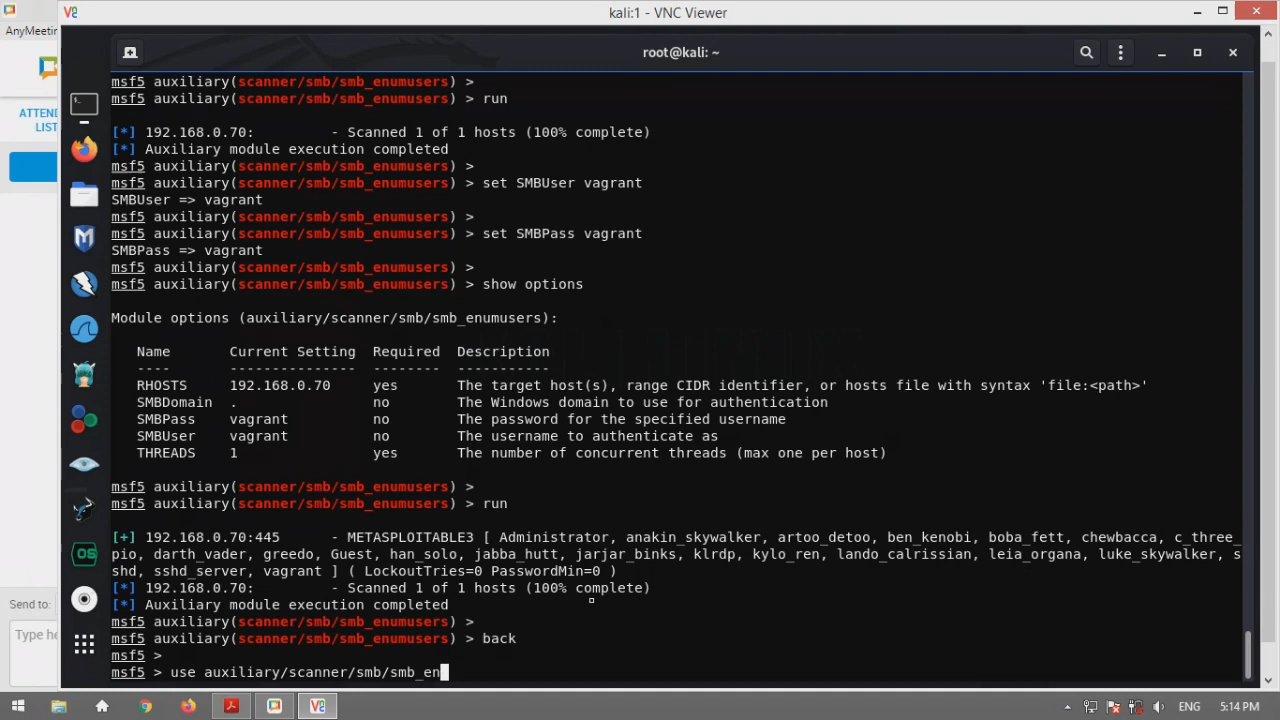 kali:1 - VNC Viewer
AnyMeeting
root@kali: ~
ATTEND
LIST
msf5 auxiliary(scanner/smb/smb_enumusers) >
msf5 auxiliary(scanner/smb/smb_enumusers) > run
[*] 192.168.0.70:         - Scanned 1 of 1 hosts (100% complete)
[*] Auxiliary module execution completed
msf5 auxiliary(scanner/smb/smb_enumusers) >
msf5 auxiliary(scanner/smb/smb_enumusers) > set SMBUser vagrant
SMBUser => vagrant
msf5 auxiliary(scanner/smb/smb_enumusers) >
msf5 auxiliary(scanner/smb/smb_enumusers) > set SMBPass vagrant
SMBPass => vagrant
msf5 auxiliary(scanner/smb/smb_enumusers) >
msf5 auxiliary(scanner/smb/smb_enumusers) > show options
Module options (auxiliary/scanner/smb/smb_enumusers):
Name       Current Setting  Required  Description
----       ---------------  --------  -----------
RHOSTS     192.168.0.70     yes       The target host(s), range CIDR identifier, or hosts file with syntax 'file:<path>'
SMBDomain  .                no        The Windows domain to use for authentication
SMBPass    vagrant          no        The password for the specified username
SMBUser    vagrant          no        The username to authenticate as
THREADS    1                yes       The number of concurrent threads (max one per host)
msf5 auxiliary(scanner/smb/smb_enumusers) >
msf5 auxiliary(scanner/smb/smb_enumusers) > run
[+] 192.168.0.70:445      - METASPLOITABLE3 [ Administrator, anakin_skywalker, artoo_detoo, ben_kenobi, boba_fett, chewbacca, c_three_
pio, darth_vader, greedo, Guest, han_solo, jabba_hutt, jarjar_binks, klrdp, kylo_ren, lando_calrissian, leia_organa, luke_skywalker, s
shd, sshd_server, vagrant ] ( LockoutTries=0 PasswordMin=0 )
[*] 192.168.0.70:         - Scanned 1 of 1 hosts (100% complete)
[*] Auxiliary module execution completed
msf5 auxiliary(scanner/smb/smb_enumusers) >
msf5 auxiliary(scanner/smb/smb_enumusers) > back
msf5 >
msf5 > use auxiliary/scanner/smb/smb_en
Send to:
Type he
ENG
5:14 PM